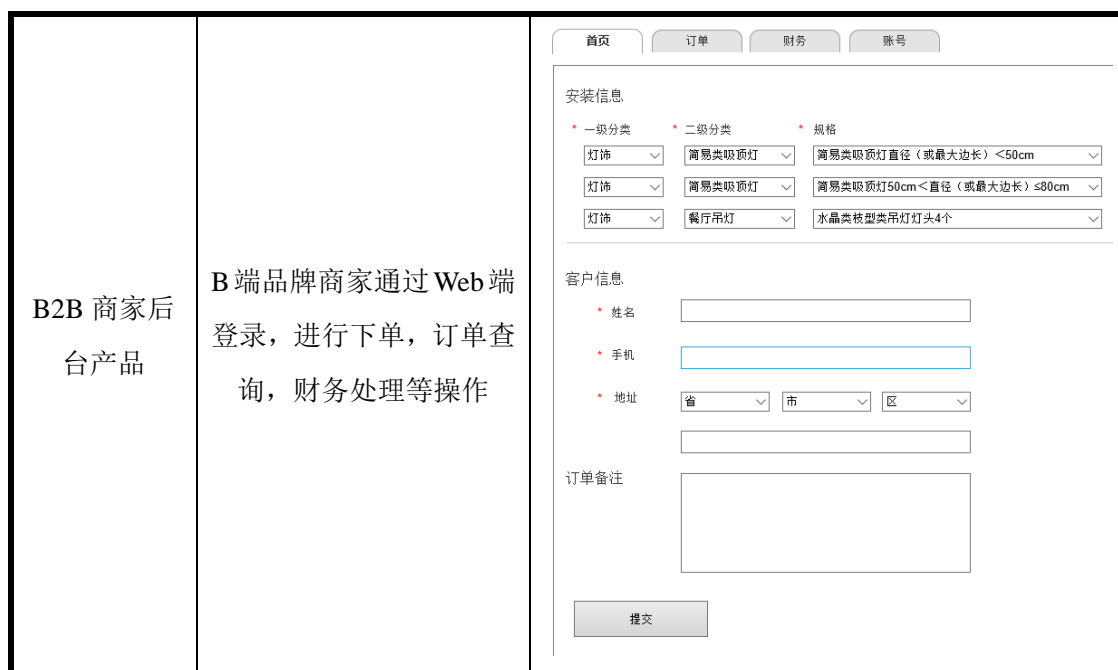 B2B 商家后
台产品
B 端品牌商家通过 Web 端
登录，进行下单，订单查
询，财务处理等操作
首页 订单 财务 账号
安装信息
* 一级分类 * 二级分类 * 规格
灯饰 简易类吸顶灯 简易类吸顶灯直径（或最大边长）＜50cm
灯饰 简易类吸顶灯 简易类吸顶灯50cm＜直径（或最大边长）≤80cm
灯饰 餐厅吊灯 水晶类枝型类吊灯灯头4个
客户信息
* 姓名
* 手机
* 地址 省 市 区
订单备注
提交